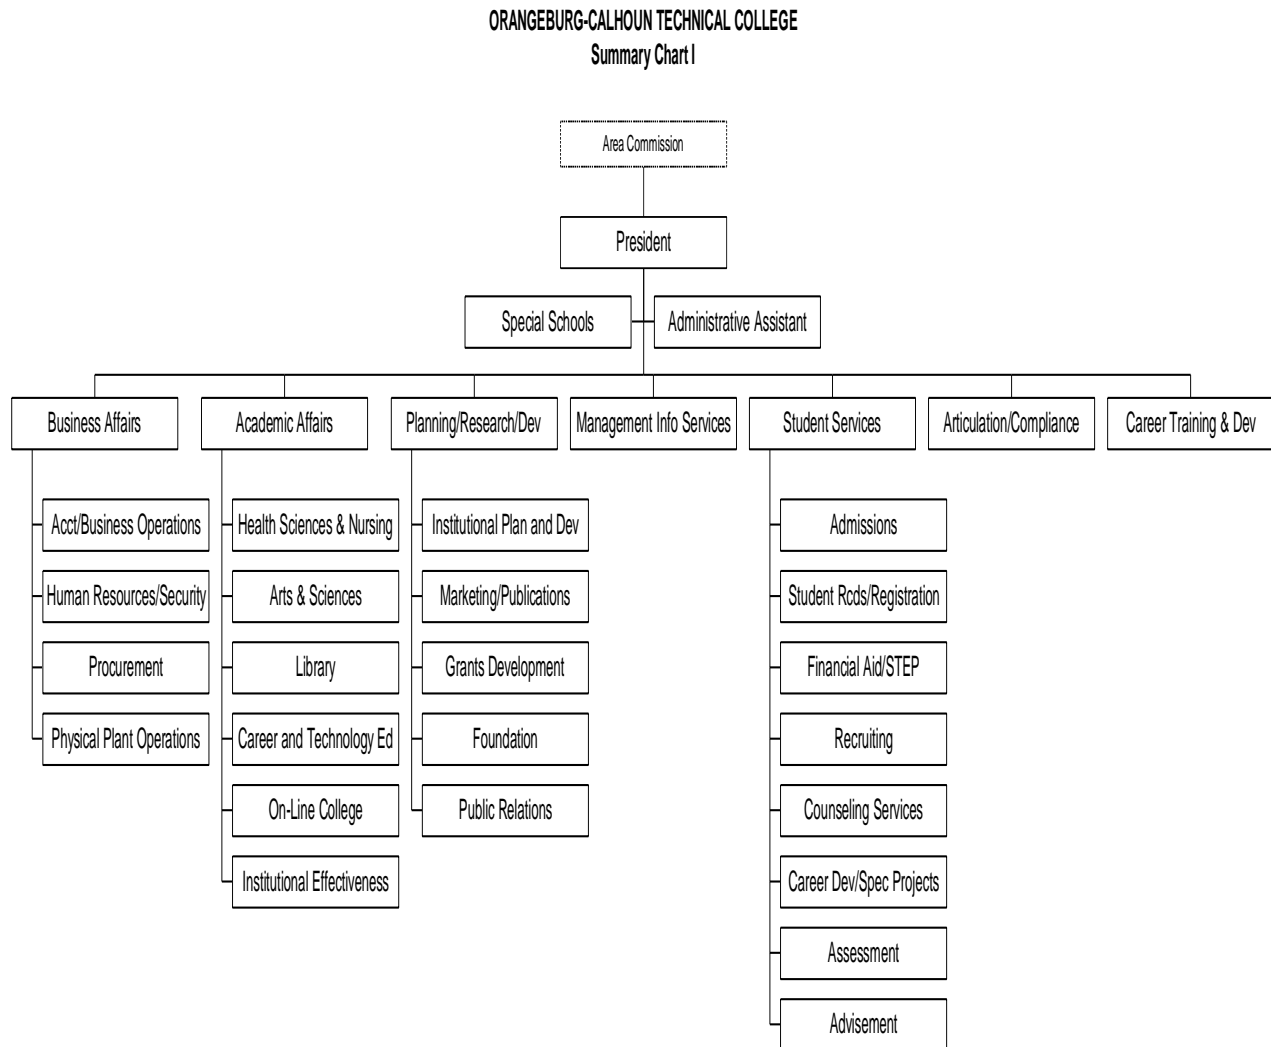 ORANGEBURG-CALHOUN TECHNICAL COLLEGE
Summary Chart I
Area Commission
President
Special Schools
Administrative Assistant
Business Affairs
Academic Affairs
Planning/Research/Dev
Management Info Services
Student Services
Articulation/Compliance
Career Training & Dev
Acct/Business Operations
Human Resources/Security
Procurement
Physical Plant Operations
Health Sciences & Nursing
Arts & Sciences
Library
Career and Technology Ed
On-Line College
Institutional Effectiveness
Institutional Plan and Dev
Marketing/Publications
Grants Development
Foundation
Public Relations
Admissions
Student Rcds/Registration
Financial Aid/STEP
Recruiting
Counseling Services
Career Dev/Spec Projects
Assessment
Advisement